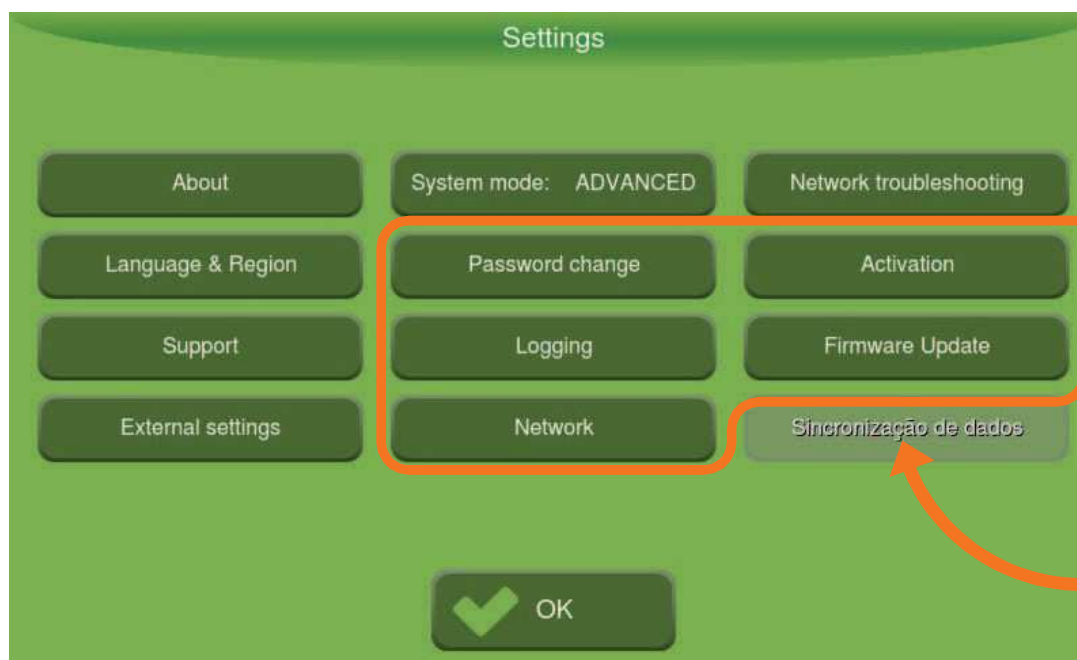 Settings
About
System mode: ADVANCED
Network troubleshooting
Language & Region
Password change
Activation
Support
Logging
Firmware Update
External settings
Network
Sincronização de dados
OK